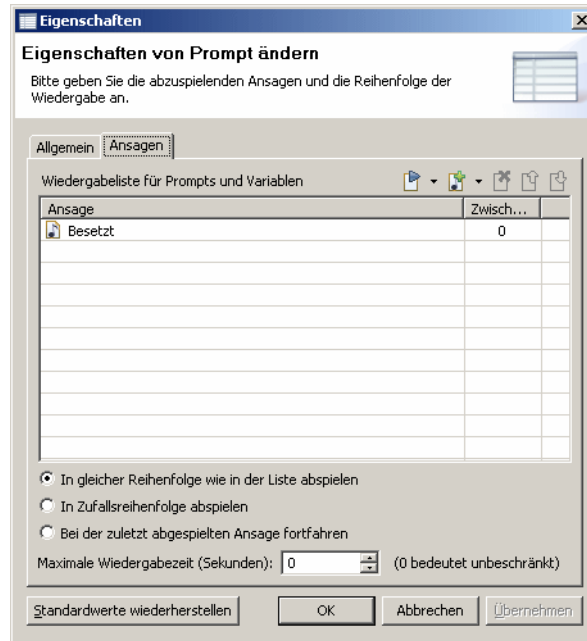 Eigenschaften
Eigenschaften von Prompt ändern
Bitte geben Sie die abzuspielenden Ansagen und die Reihenfolge der
Wiedergabe an.
Allgemein Ansagen
Wiedergabeliste für Prompts und Variablen
Ansage Zwisch...
Besetzt 0
In gleicher Reihenfolge wie in der Liste abspielen
In Zufallsreihenfolge abspielen
Bei der zuletzt abgespielten Ansage fortfahren
Maximale Wiedergabezeit (Sekunden): 0 (0 bedeutet unbeschränkt)
Standardwerte wiederherstellen OK Abbrechen Übernehmen